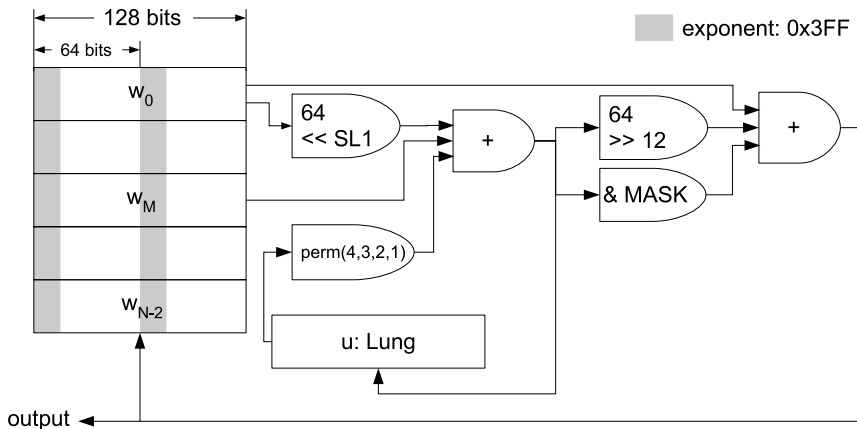 128 bits
exponent: 0x3FF
64 bits
w0
64
<< SL1
+
64
>> 12
+
wM
& MASK
perm(4,3,2,1)
wN-2
u: Lung
output